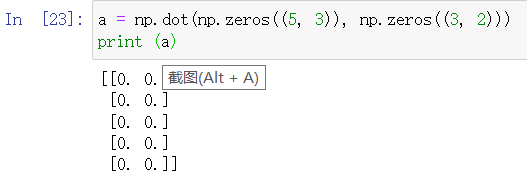 In [23]: a = np.dot(np.zeros((5, 3)), np.zeros((3, 2)))
print (a)
[[0. 0.
截图(Alt + A)
[0. 0.]
[0. 0.]
[0. 0.]
[0. 0.]]